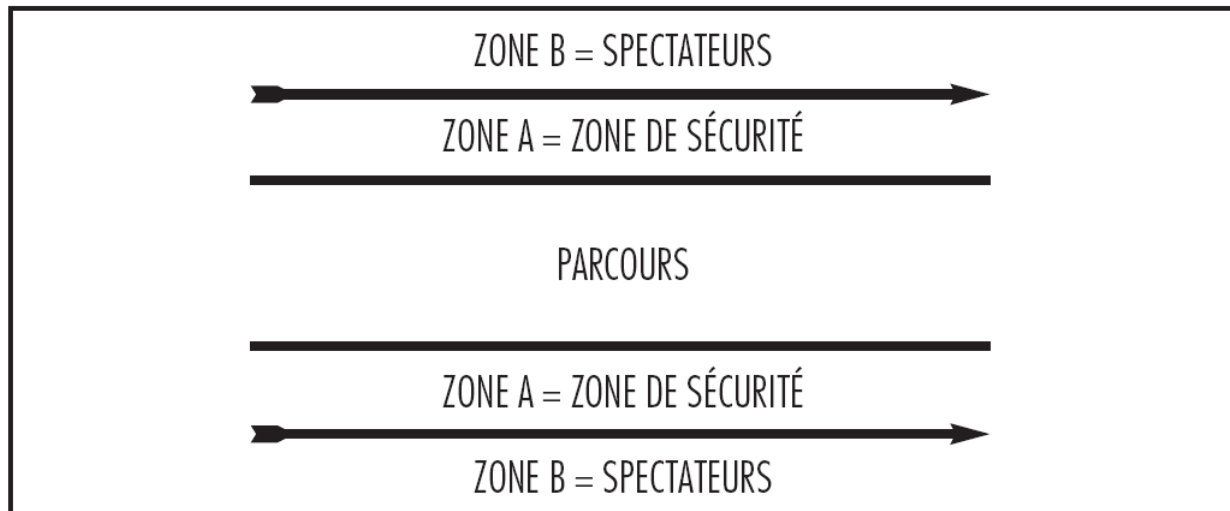 ZONE B = SPECTATEURS
ZONE A = ZONE DE SÉCURITÉ
PARCOURS
ZONE A = ZONE DE SÉCURITÉ
ZONE B = SPECTATEURS